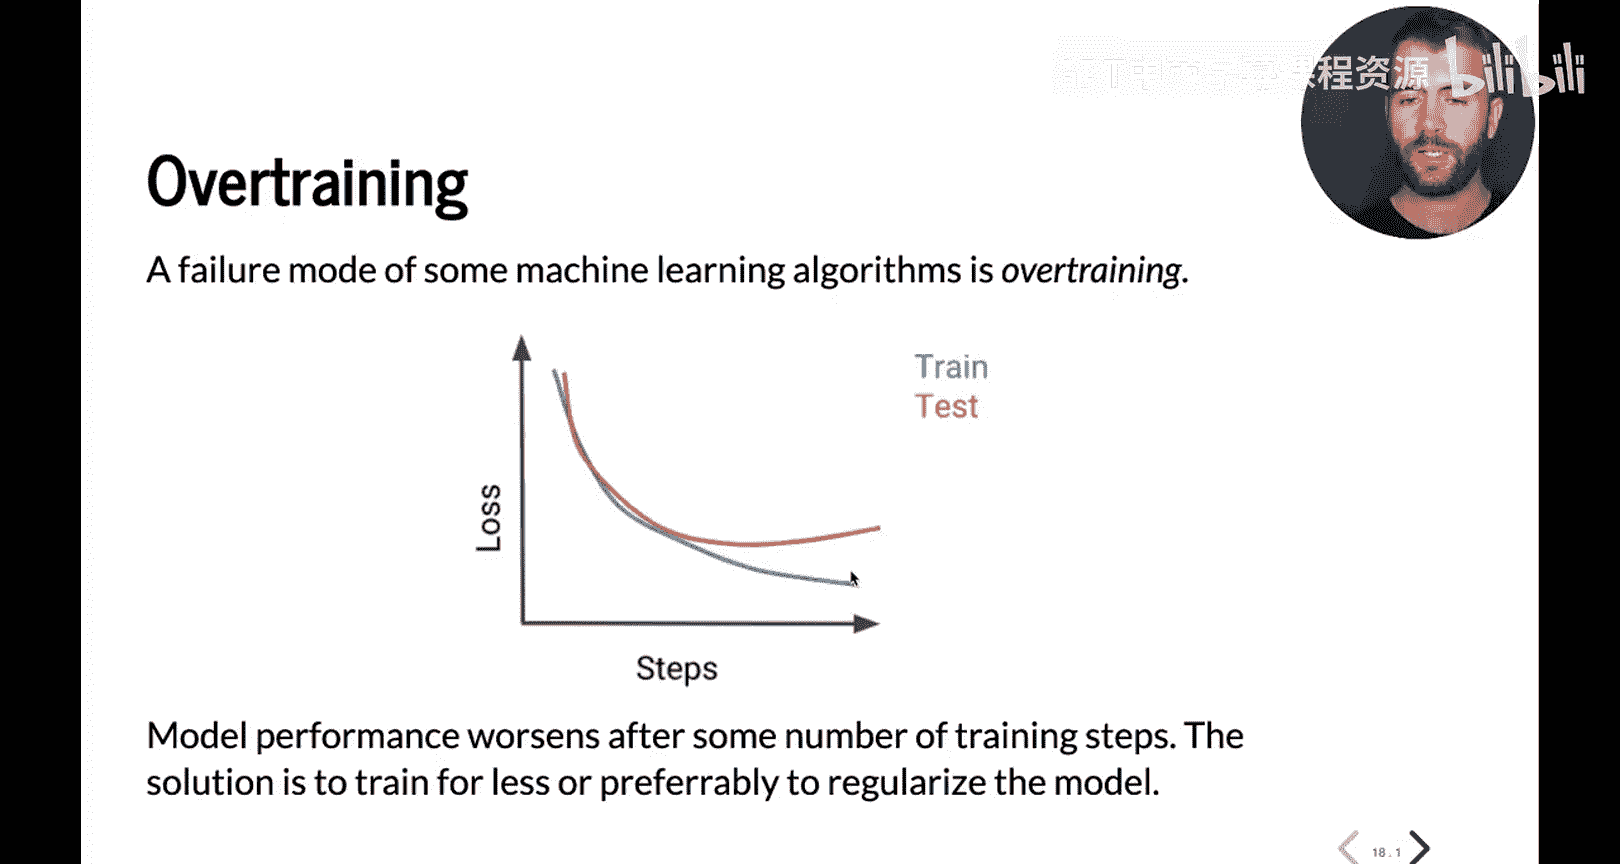 程资源 bilibili
Overtraining
A failure mode of some machine learning algorithms is overtraining.
Train
Test
Loss
Steps
Model performance worsens after some number of training steps. The
solution is to train for less or preferrably to regularize the model.
18.1